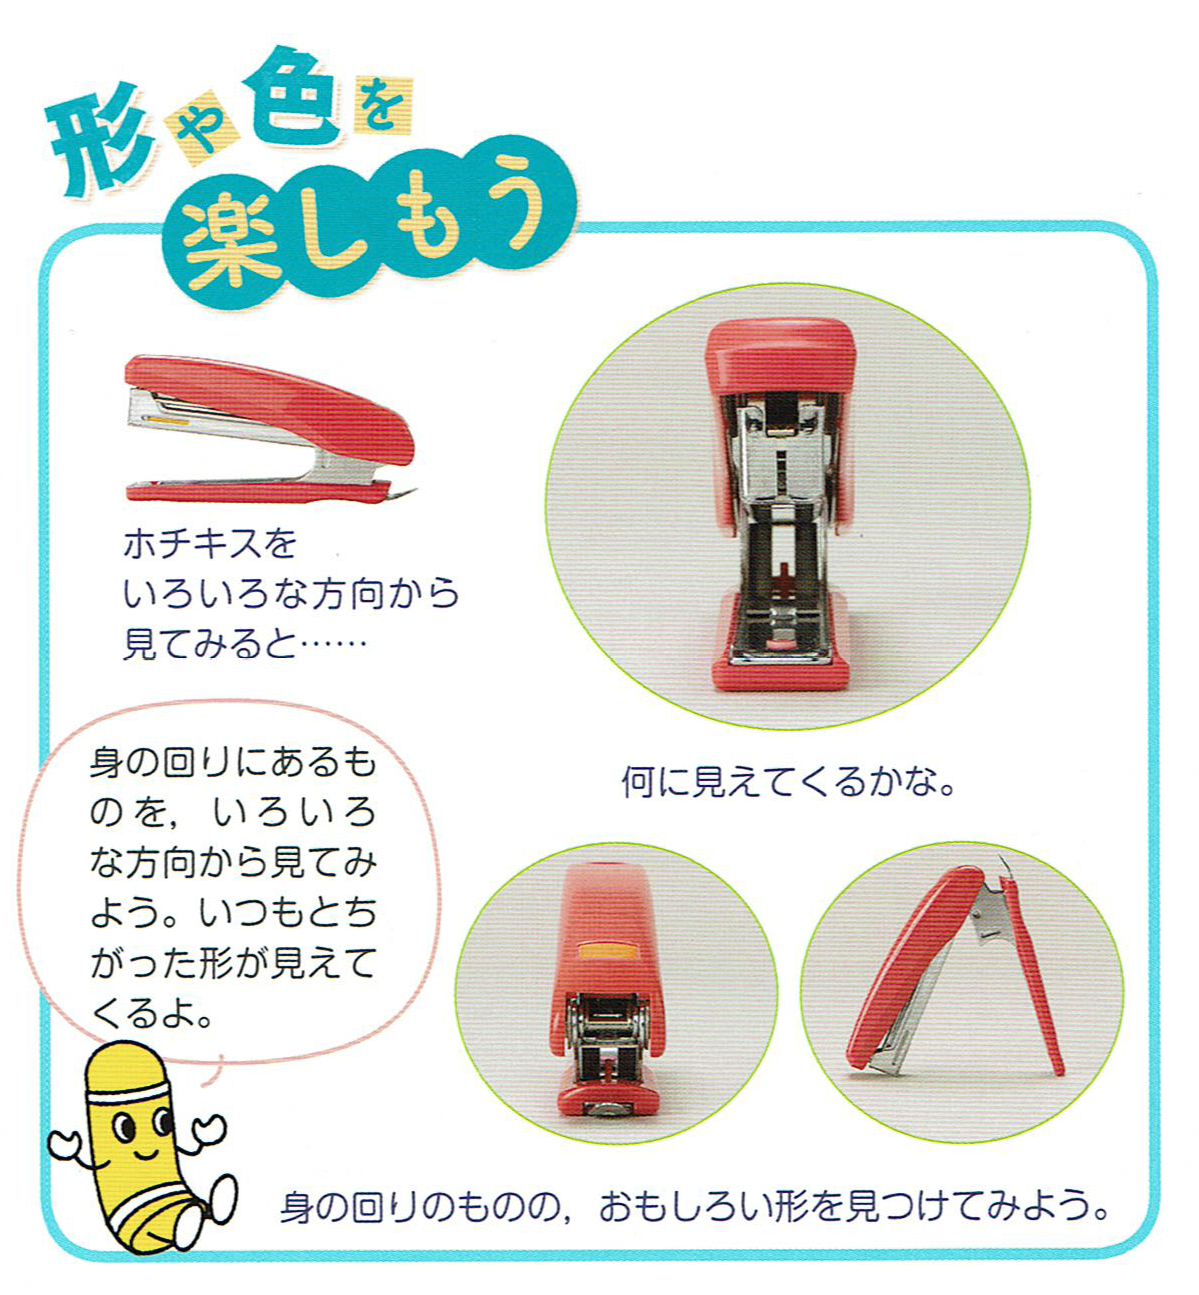 形や色を
楽しもう
ホチキスを
いろいろな方向から
見てみると……
何に見えてくるかな。
身の回りにあるも
のを，いろいろ
な方向から見てみ
よう。いつもとち
がった形が見えて
くるよ。
身の回りのものの，おもしろい形を見つけてみよう。